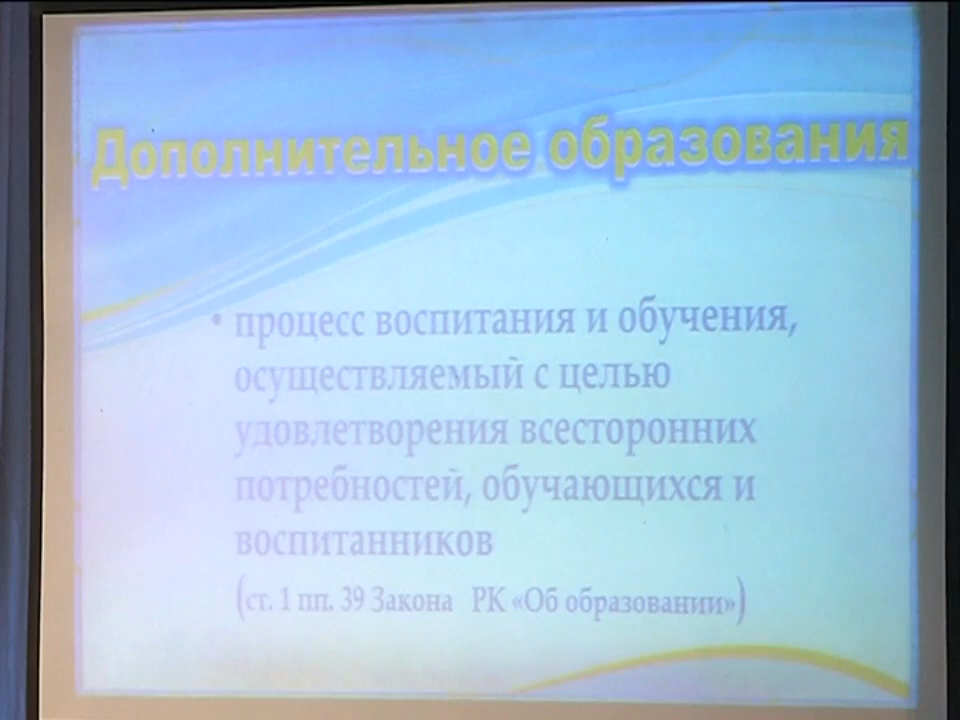 Дополнительное образования
• процесс воспитания и обучения,
осуществляемый с целью
удовлетворения всесторонних
потребностей, обучающихся и
воспитанников
(ст. 1 пп. 39 Закона РК «Об образовании»)